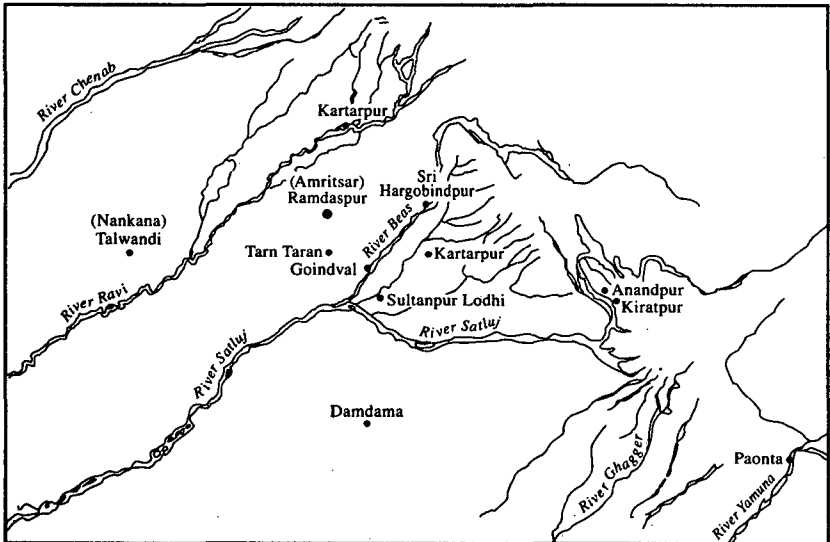 River Chenab
Kartarpur
(Amritsar)
Ramdaspur
Sri
Hargobindpur
(Nankana)
Talwandi
Tarn Taran
Goindval
River Beas
Kartarpur
Anandpur
Kiratpur
Sultanpur Lodhi
River Ravi
River Satluj
River Satluj
Damdama
River Ghagger
Paonta
River Yamuna